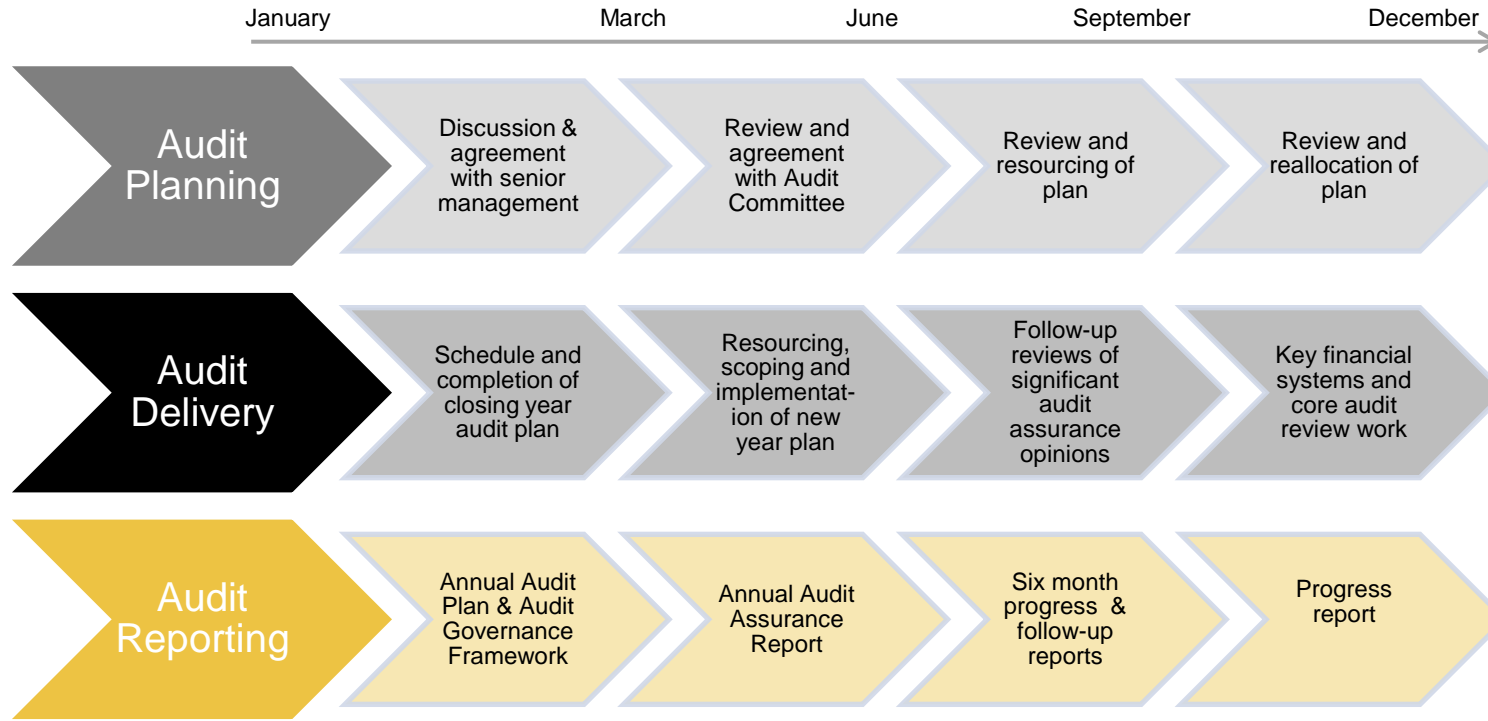 January March June September December
Audit
Planning
Discussion &
agreement
with senior
management
Review and
agreement
with Audit
Committee
Review and
resourcing of
plan
Review and
reallocation of
plan
Audit
Delivery
Schedule and
completion of
closing year
audit plan
Resourcing,
scoping and
implementat-
ion of new
year plan
Follow-up
reviews of
significant
audit
assurance
opinions
Key financial
systems and
core audit
review work
Audit
Reporting
Annual Audit
Plan & Audit
Governance
Framework
Annual Audit
Assurance
Report
Six month
progress &
follow-up
reports
Progress
report